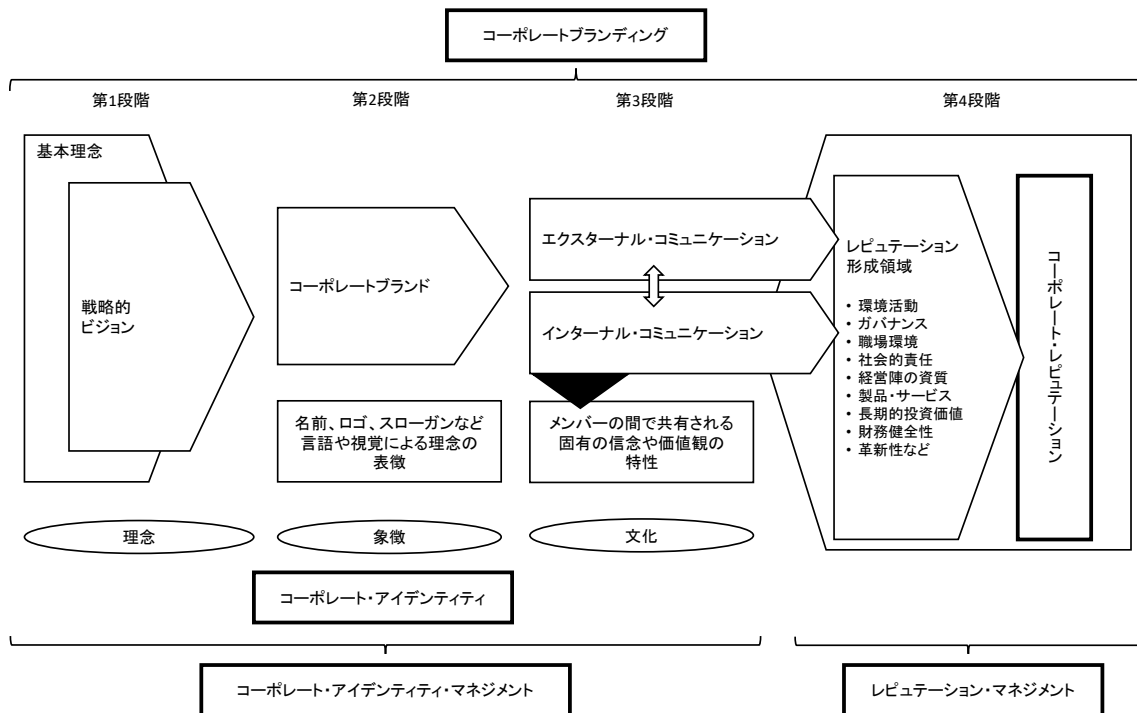 コーポレートブランディング
第1段階
第2段階
第3段階
第4段階
基本理念
戦略的
ビジョン
コーポレートブランド
名前、ロゴ、スローガンなど
言語や視覚による理念の
表徴
エクスターナル・コミュニケーション
インターナル・コミュニケーション
メンバーの間で共有される
固有の信念や価値観の
特性
レピュテーション
形成領域
• 環境活動
• ガバナンス
• 職場環境
• 社会的責任
• 経営陣の資質
• 製品・サービス
• 長期的投資価値
• 財務健全性
• 革新性など
コーポレート・レピュテーション
理念
象徴
文化
コーポレート・アイデンティティ
コーポレート・アイデンティティ・マネジメント
レピュテーション・マネジメント